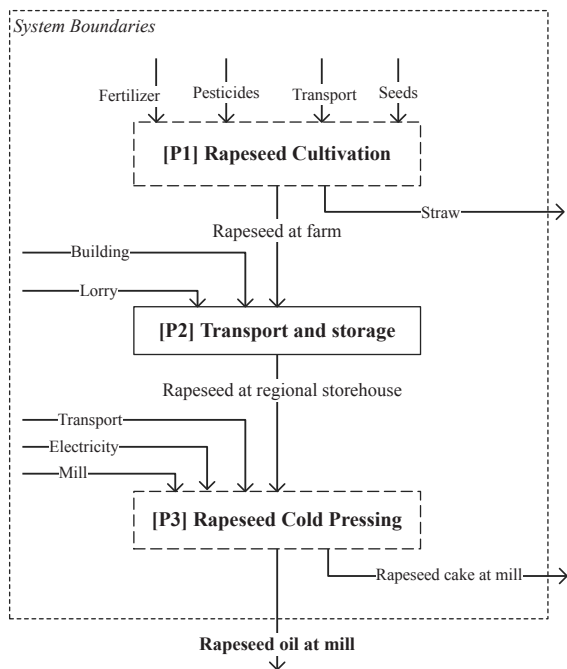 System Boundaries
Fertilizer
Pesticides
Transport
Seeds
[P1] Rapeseed Cultivation
Straw
Rapeseed at farm
Building
Lorry
[P2] Transport and storage
Rapeseed at regional storehouse
Transport
Electricity
Mill
[P3] Rapeseed Cold Pressing
Rapeseed cake at mill
Rapeseed oil at mill